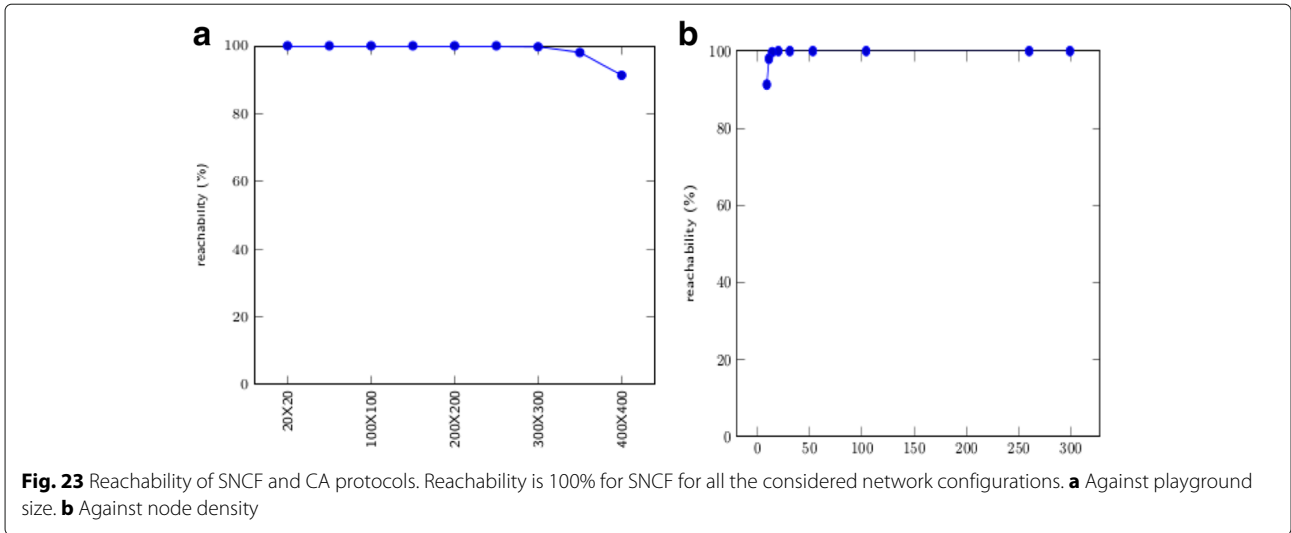 a
100
80
60
40
20
0
reachability (%)
20X20
100X100
200X200
300X300
400X400
b
100
80
60
40
20
0
reachability (%)
0
50
100
150
200
250
300
Fig. 23 Reachability of SNCF and CA protocols. Reachability is 100% for SNCF for all the considered network configurations. a Against playground
size. b Against node density